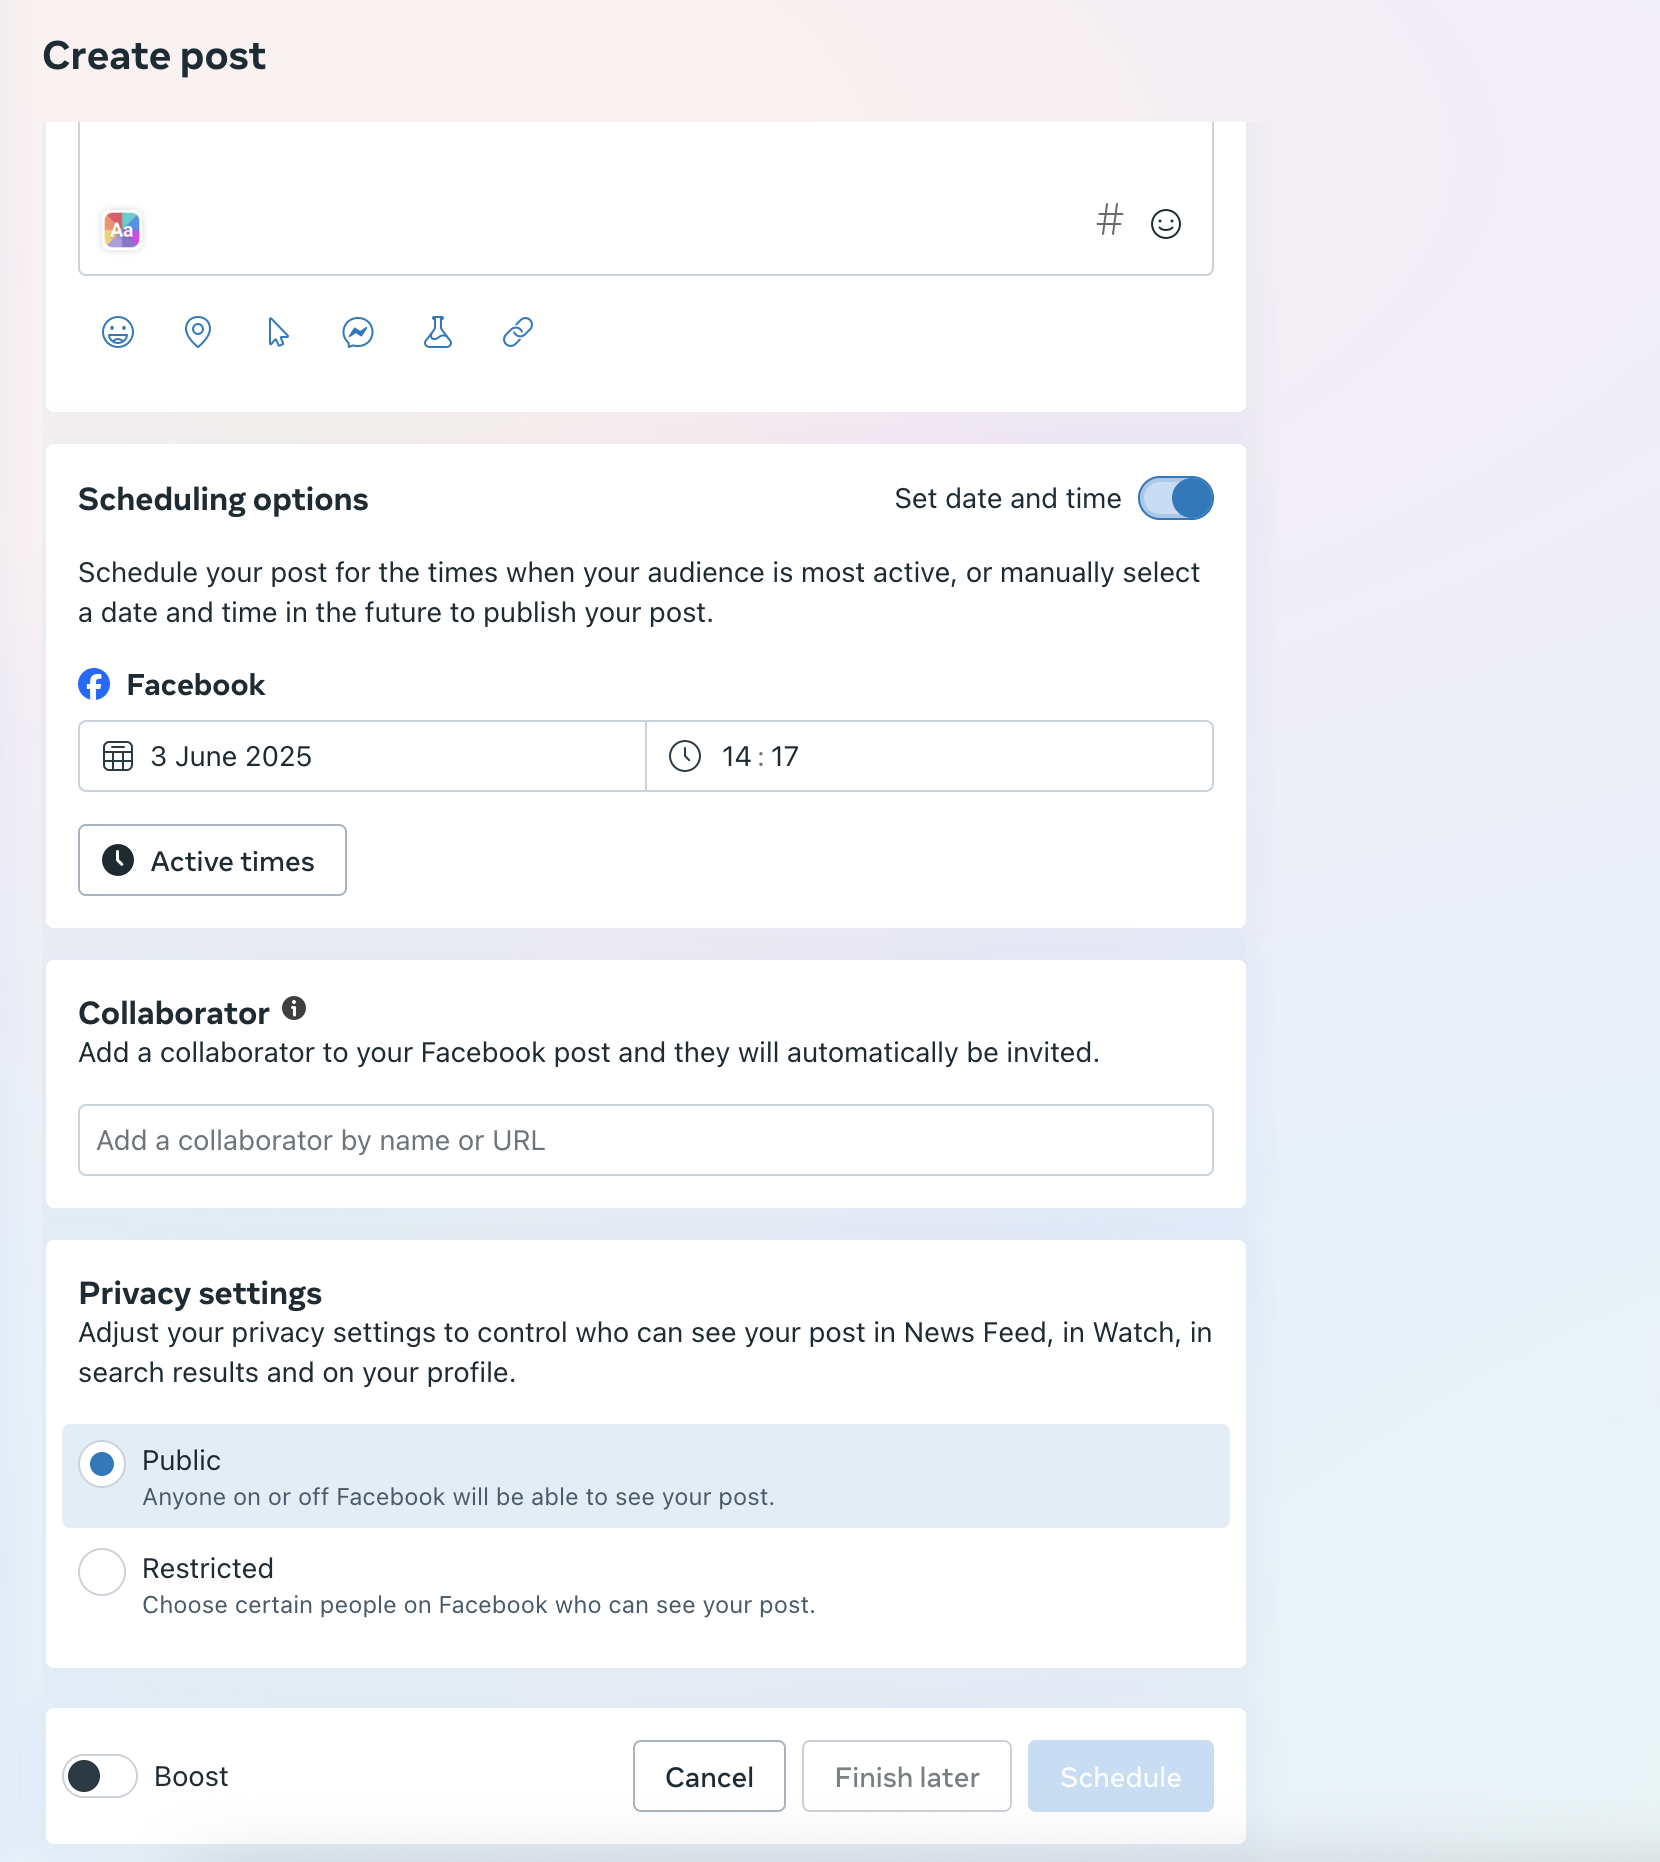 Create post
Aa
#
Scheduling options
Set date and time
Schedule your post for the times when your audience is most active, or manually select
a date and time in the future to publish your post.
Facebook
3 June 2025
14 : 17
Active times
Collaborator
Add a collaborator to your Facebook post and they will automatically be invited.
Add a collaborator by name or URL
Privacy settings
Adjust your privacy settings to control who can see your post in News Feed, in Watch, in
search results and on your profile.
Public
Anyone on or off Facebook will be able to see your post.
Restricted
Choose certain people on Facebook who can see your post.
Boost
Cancel
Finish later
Schedule